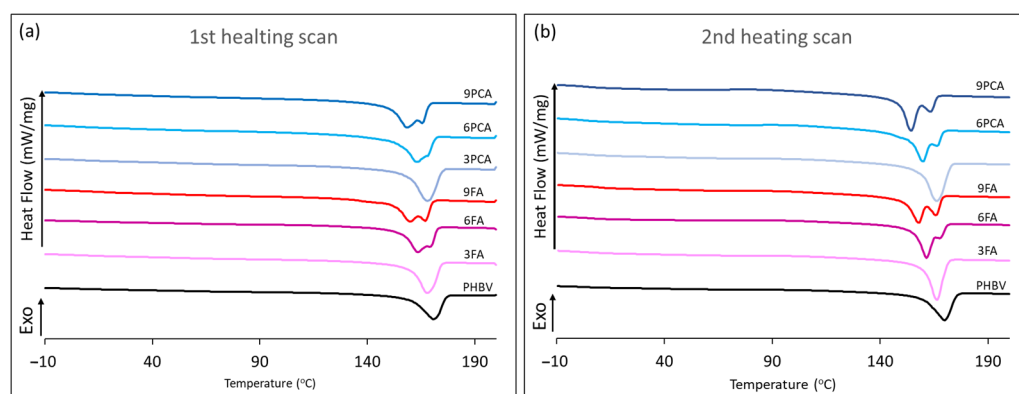 (a)
1st healting scan
9PCA
6PCA
3PCA
9FA
6FA
3FA
PHBV
Heat Flow (mW/mg)
Exo
−10
40
90
140
190
Temperature (°C)
(b)
2nd heating scan
9PCA
6PCA
9FA
6FA
3FA
PHBV
Heat Flow (mW/mg)
Exo
−10
40
90
140
190
Temperature (°C)